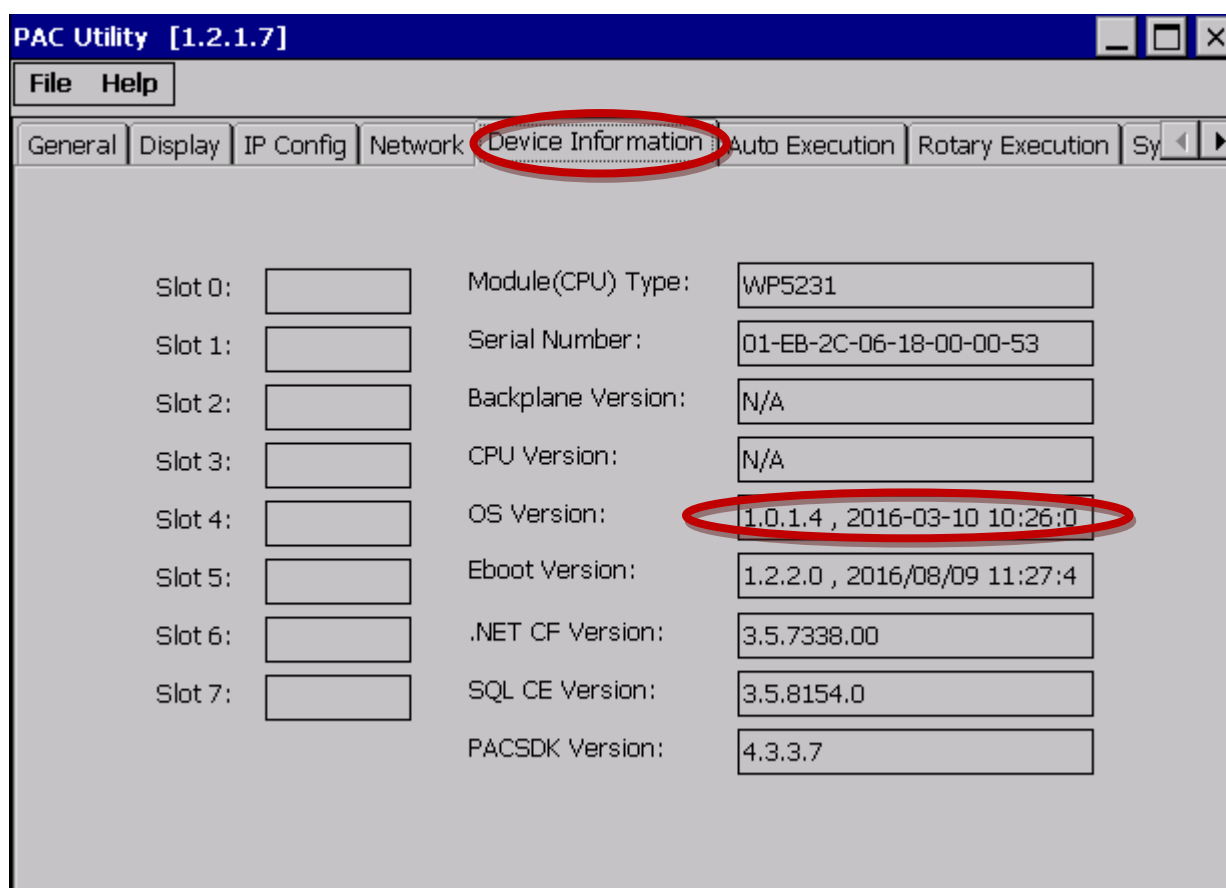 PAC Utility [1.2.1.7]
File Help
General Display IP Config Network Device Information Auto Execution Rotary Execution Sy
Slot 0: Module(CPU) Type: WP5231
Slot 1: Serial Number: 01-EB-2C-06-18-00-00-53
Slot 2: Backplane Version: N/A
Slot 3: CPU Version: N/A
Slot 4: OS Version: 1.0.1.4 , 2016-03-10 10:26:0
Slot 5: Eboot Version: 1.2.2.0 , 2016/08/09 11:27:4
Slot 6: .NET CF Version: 3.5.7338.00
Slot 7: SQL CE Version: 3.5.8154.0
PACSDK Version: 4.3.3.7